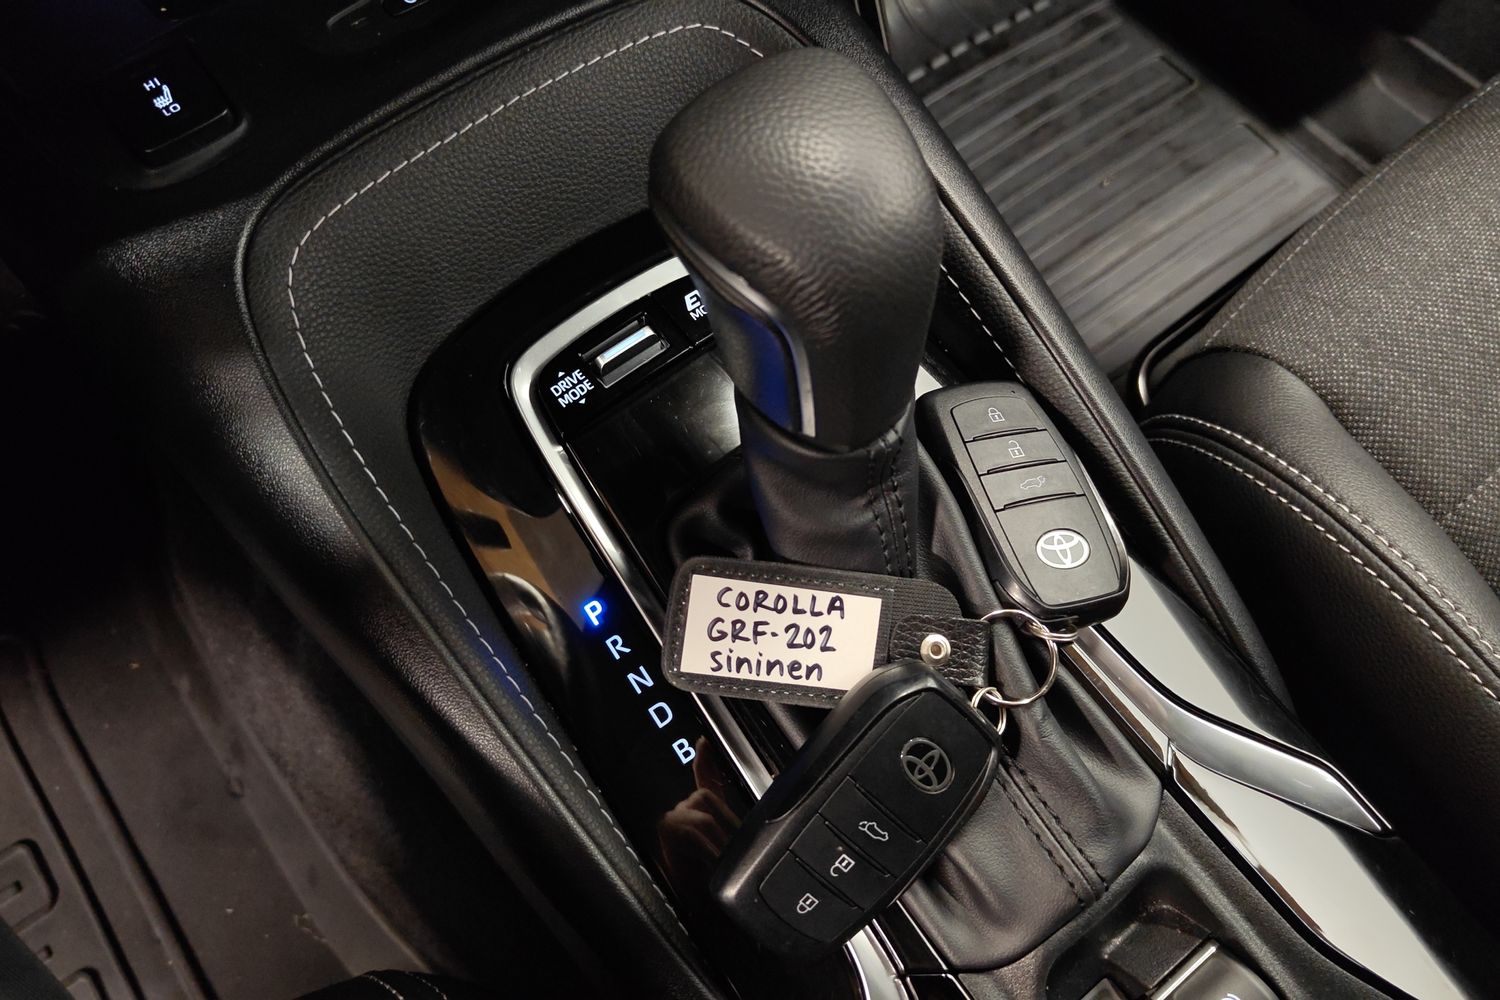 HI
LO
DRIVE
MODE
P
R
N
D
B
COROLLA
GRF-202
sininen